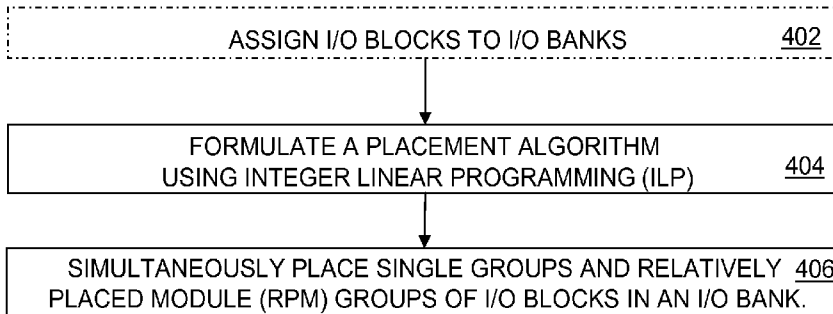 ASSIGN I/O BLOCKS TO I/O BANKS 402
FORMULATE A PLACEMENT ALGORITHM
USING INTEGER LINEAR PROGRAMMING (ILP) 404
SIMULTANEOUSLY PLACE SINGLE GROUPS AND RELATIVELY 406
PLACED MODULE (RPM) GROUPS OF I/O BLOCKS IN AN I/O BANK.